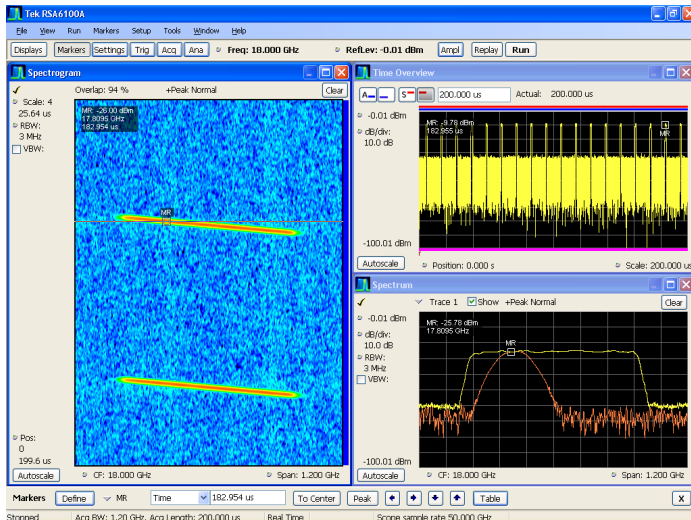 Tek RSA6100A
File View Run Markers Setup Tools Window Help
Displays Markers Settings Trig Acq Ana Freq: 18.000 GHz RefLev: -0.01 dBm Ampl Replay Run
Spectrogram
Overlap: 94 % +Peak Normal Clear
Scale: 4
25.64 us
RBW:
3 MHz
VBW:
MR: -26.00 dBm
17.8095 GHz
182.954 us
MR
Pos:
0
199.6 us
Autoscale CF: 18.000 GHz Span: 1.200 GHz
Time Overview
A S 200.000 us Actual: 200.000 us
-0.01 dBm
dB/div:
10.0 dB
MR: -9.78 dBm
182.955 us
MR
-100.01 dBm
Autoscale Position: 0.000 s Scale: 200.000 us
Spectrum
Trace 1 Show +Peak Normal Clear
-0.01 dBm
dB/div:
10.0 dB
RBW:
3 MHz
VBW:
MR: -25.78 dBm
17.8095 GHz
MR
-100.01 dBm
Autoscale CF: 18.000 GHz Span: 1.200 GHz
Markers Define MR Time 182.954 us To Center Peak Table X
Stopped Acq BW: 1.20 GHz, Acq Length: 200.000 us Real Time Scope sample rate 50.000 GHz